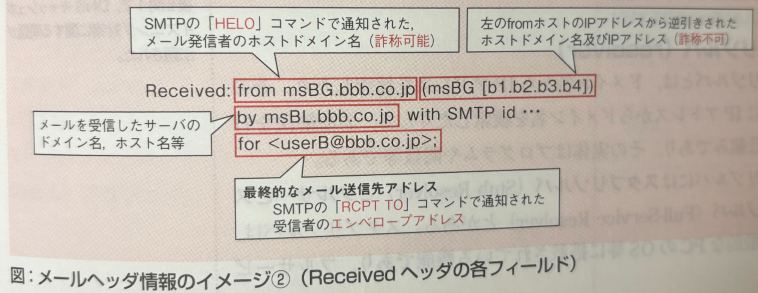 SMTPの「HELO」コマンドで通知された,
メール発信者のホストドメイン名（詐称可能）
左のfromホストのIPアドレスから逆引きされた
ホストドメイン名及びIPアドレス（詐称不可）
Received: from msBG.bbb.co.jp (msBG [b1.b2.b3.b4])
by msBL.bbb.co.jp with SMTP id …
for <userB@bbb.co.jp>;
メールを受信したサーバの
ドメイン名，ホスト名等
最終的なメール送信先アドレス
SMTPの「RCPT TO」コマンドで通知された
受信者のエンベロープアドレス
図：メールヘッダ情報のイメージ②（Receivedヘッダの各フィールド）